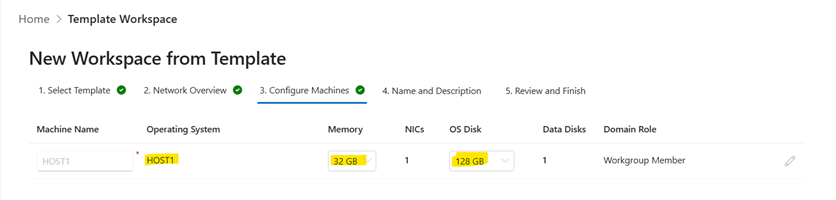 Home > Template Workspace
New Workspace from Template
1. Select Template 2. Network Overview 3. Configure Machines 4. Name and Description 5. Review and Finish
Machine Name Operating System Memory NICs OS Disk Data Disks Domain Role
HOST1 * HOST1 32 GB 1 128 GB 1 Workgroup Member